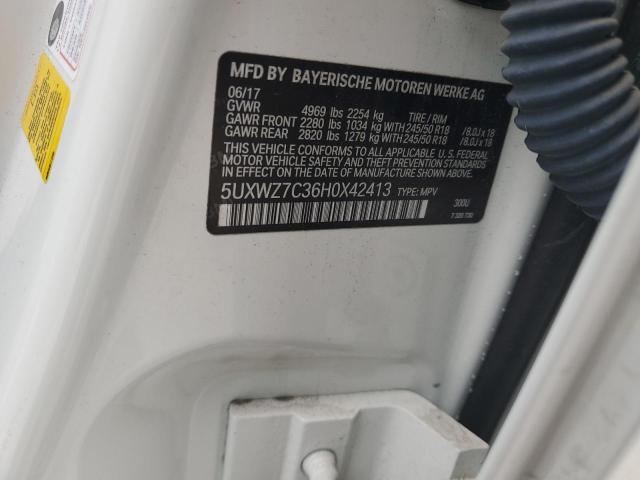 MFD BY BAYERISCHE MOTOREN WERKE AG
06/17
GVWR 4969 lbs 2254 kg TIRE / RIM
GAWR FRONT 2280 lbs 1034 kg WITH 245/50 R18 /8.0J x 18
GAWR REAR 2820 lbs 1279 kg WITH 245/50 R18 /8.0J x 18
THIS VEHICLE CONFORMS TO ALL APPLICABLE U.S. FEDERAL
MOTOR VEHICLE SAFETY AND THEFT PREVENTION STANDARDS
IN EFFECT ON THE DATE OF MANUFACTURE SHOWN ABOVE.
5UXWZ7C36H0X42413 TYPE: MPV 300U